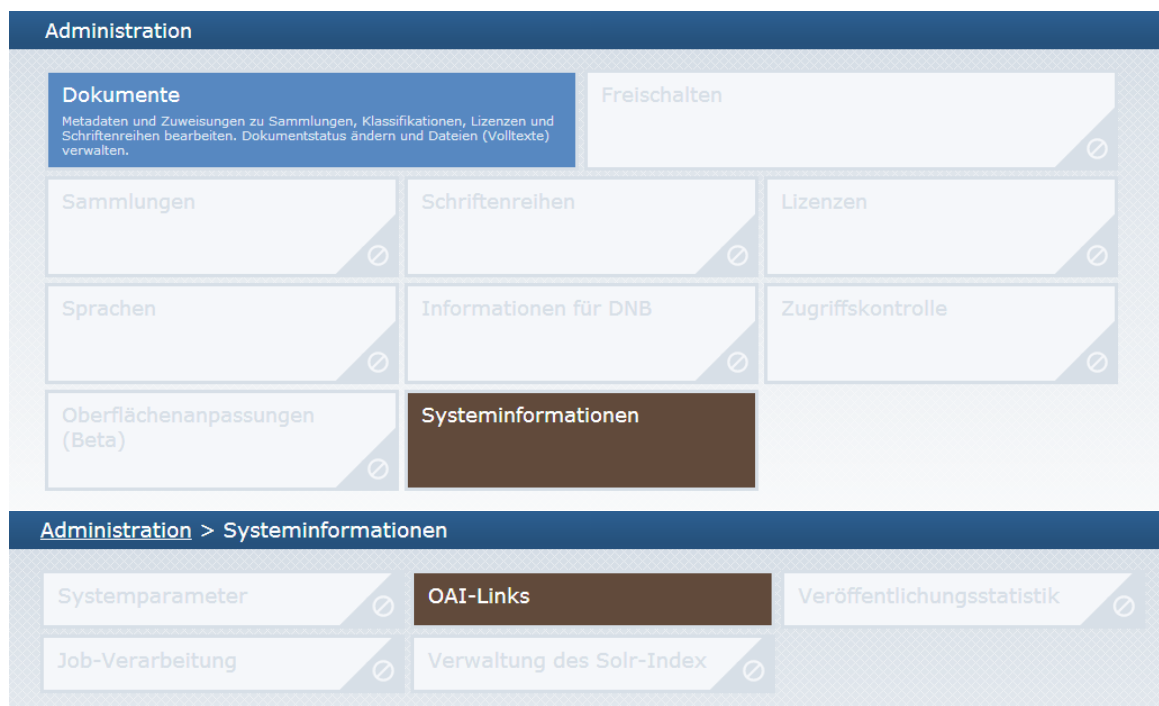 Administration
Dokumente
Metadaten und Zuweisungen zu Sammlungen, Klassifikationen, Lizenzen und
Schriftenreihen bearbeiten. Dokumentstatus ändern und Dateien (Volltexte)
verwalten.
Freischalten
Sammlungen
Schriftenreihen
Lizenzen
Sprachen
Informationen für DNB
Zugriffskontrolle
Oberflächenanpassungen
(Beta)
Systeminformationen
Administration > Systeminformationen
Systemparameter
OAI-Links
Veröffentlichungsstatistik
Job-Verarbeitung
Verwaltung des Solr-Index